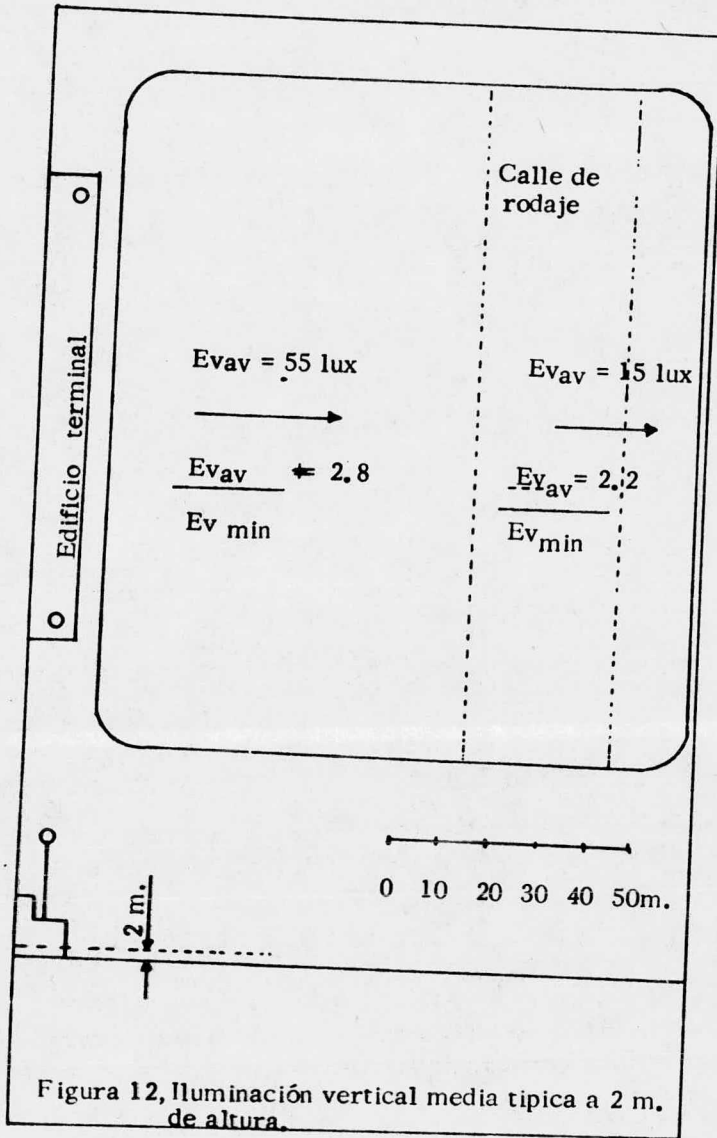 Calle de
rodaje
Edificio terminal
Evav = 55 lux
Evav = 15 lux
Evav = 2.8
Ev min
Evav = 2.2
Evmin
2 m.
0 10 20 30 40 50m.
Figura 12, Iluminación vertical media tipica a 2 m.
de altura.